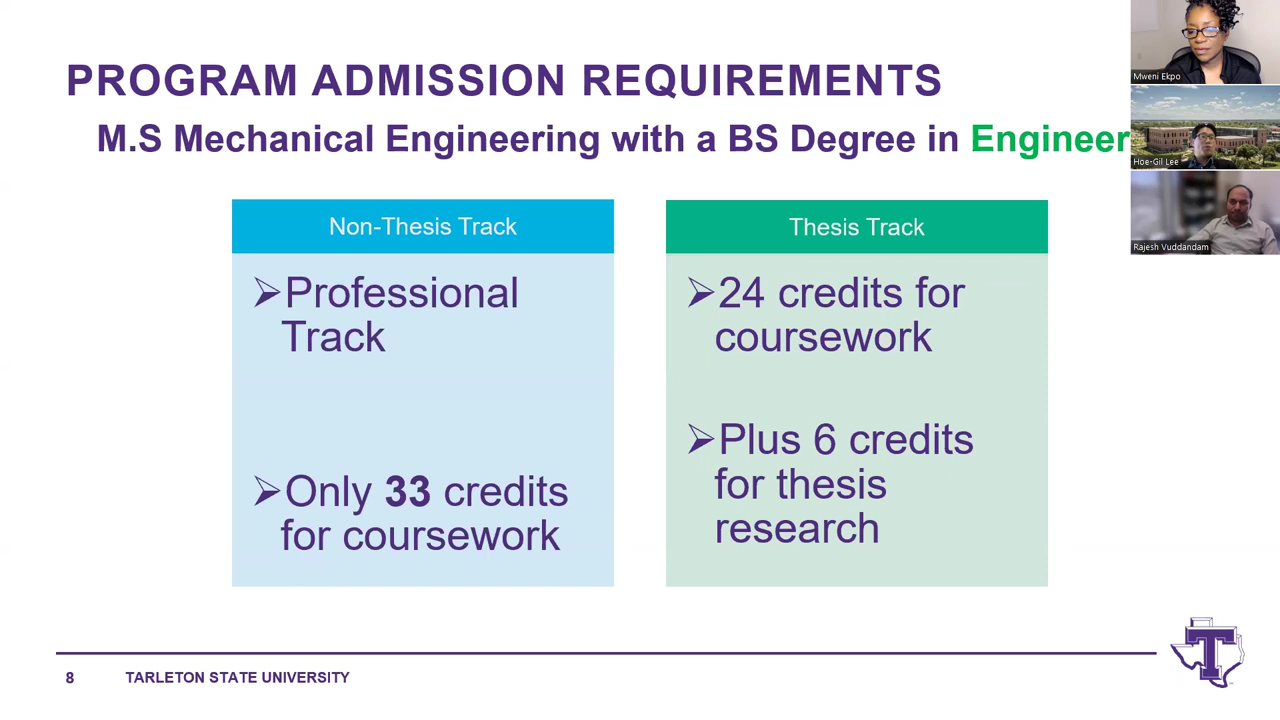 PROGRAM ADMISSION REQUIREMENTS
M.S Mechanical Engineering with a BS Degree in Engineer
Non-Thesis Track
➢Professional
Track
➢Only 33 credits
for coursework
Thesis Track
➢24 credits for
coursework
➢Plus 6 credits
for thesis
research
Mweni Ekpo
Hoe-Gil Lee
Rajesh Vuddandam
8 TARLETON STATE UNIVERSITY
T